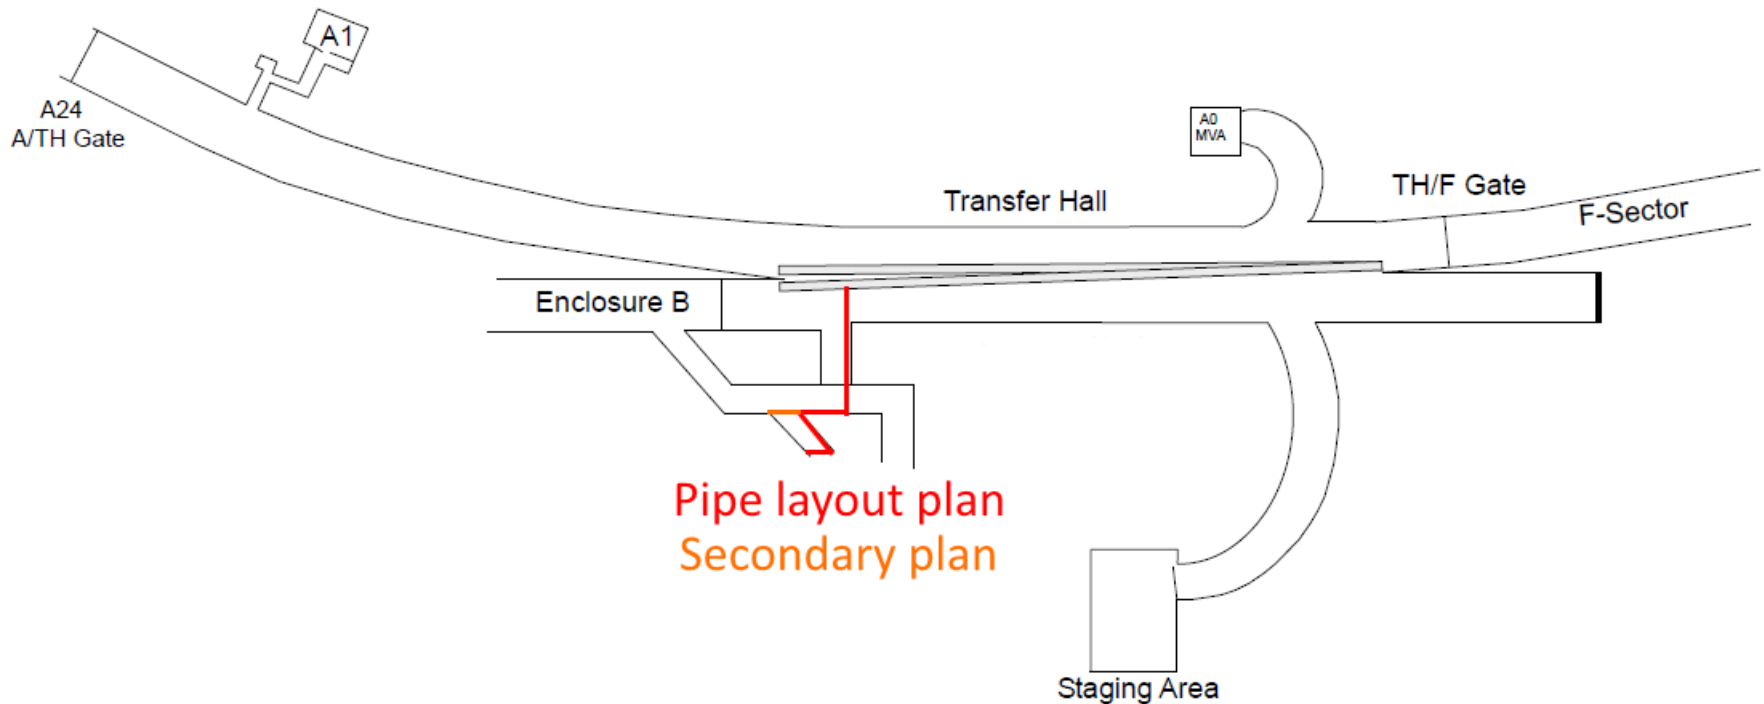 A1
A24
A/TH Gate
A0
MVA
Transfer Hall
TH/F Gate
F-Sector
Enclosure B
Pipe layout plan
Secondary plan
Staging Area